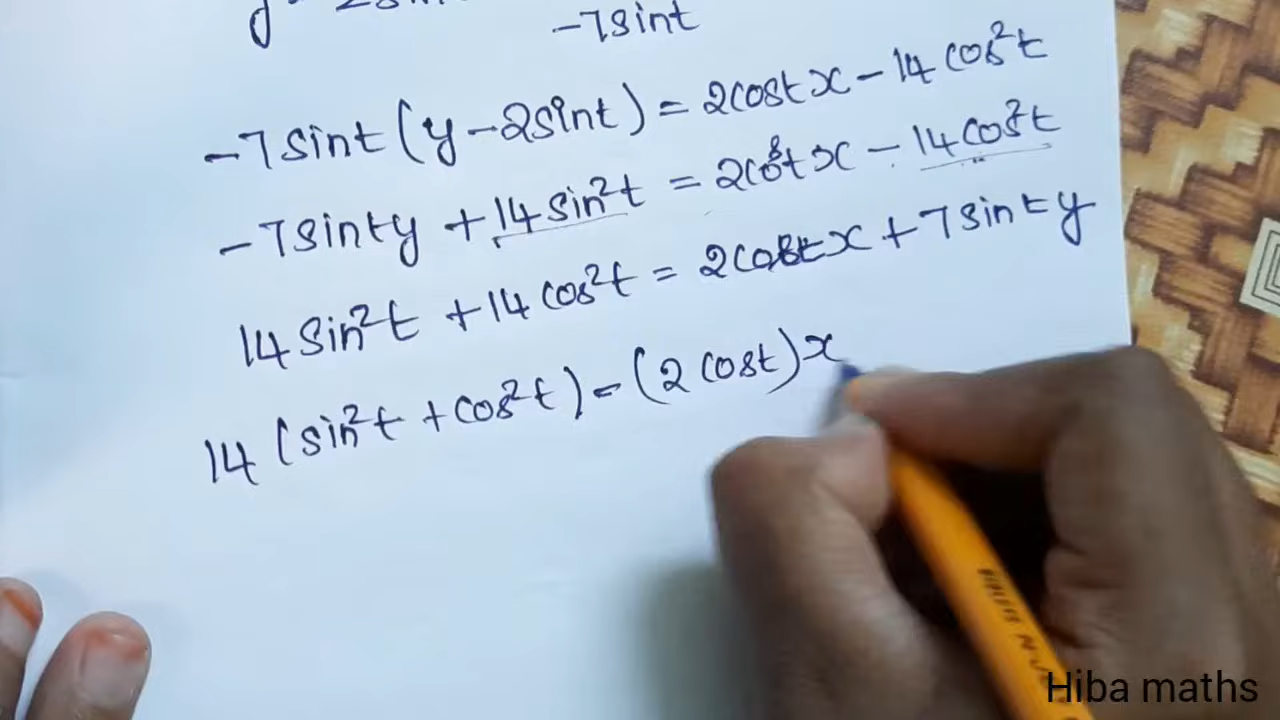 -7sint
-7sint(y-2sint)=2costx-14cos²t
-7sinty+14sin²t=2costx-14cos²t
14sin²t+14cos²t=2costx+7sinty
14(sin²t+cos²t)=(2cost)x
Hiba maths